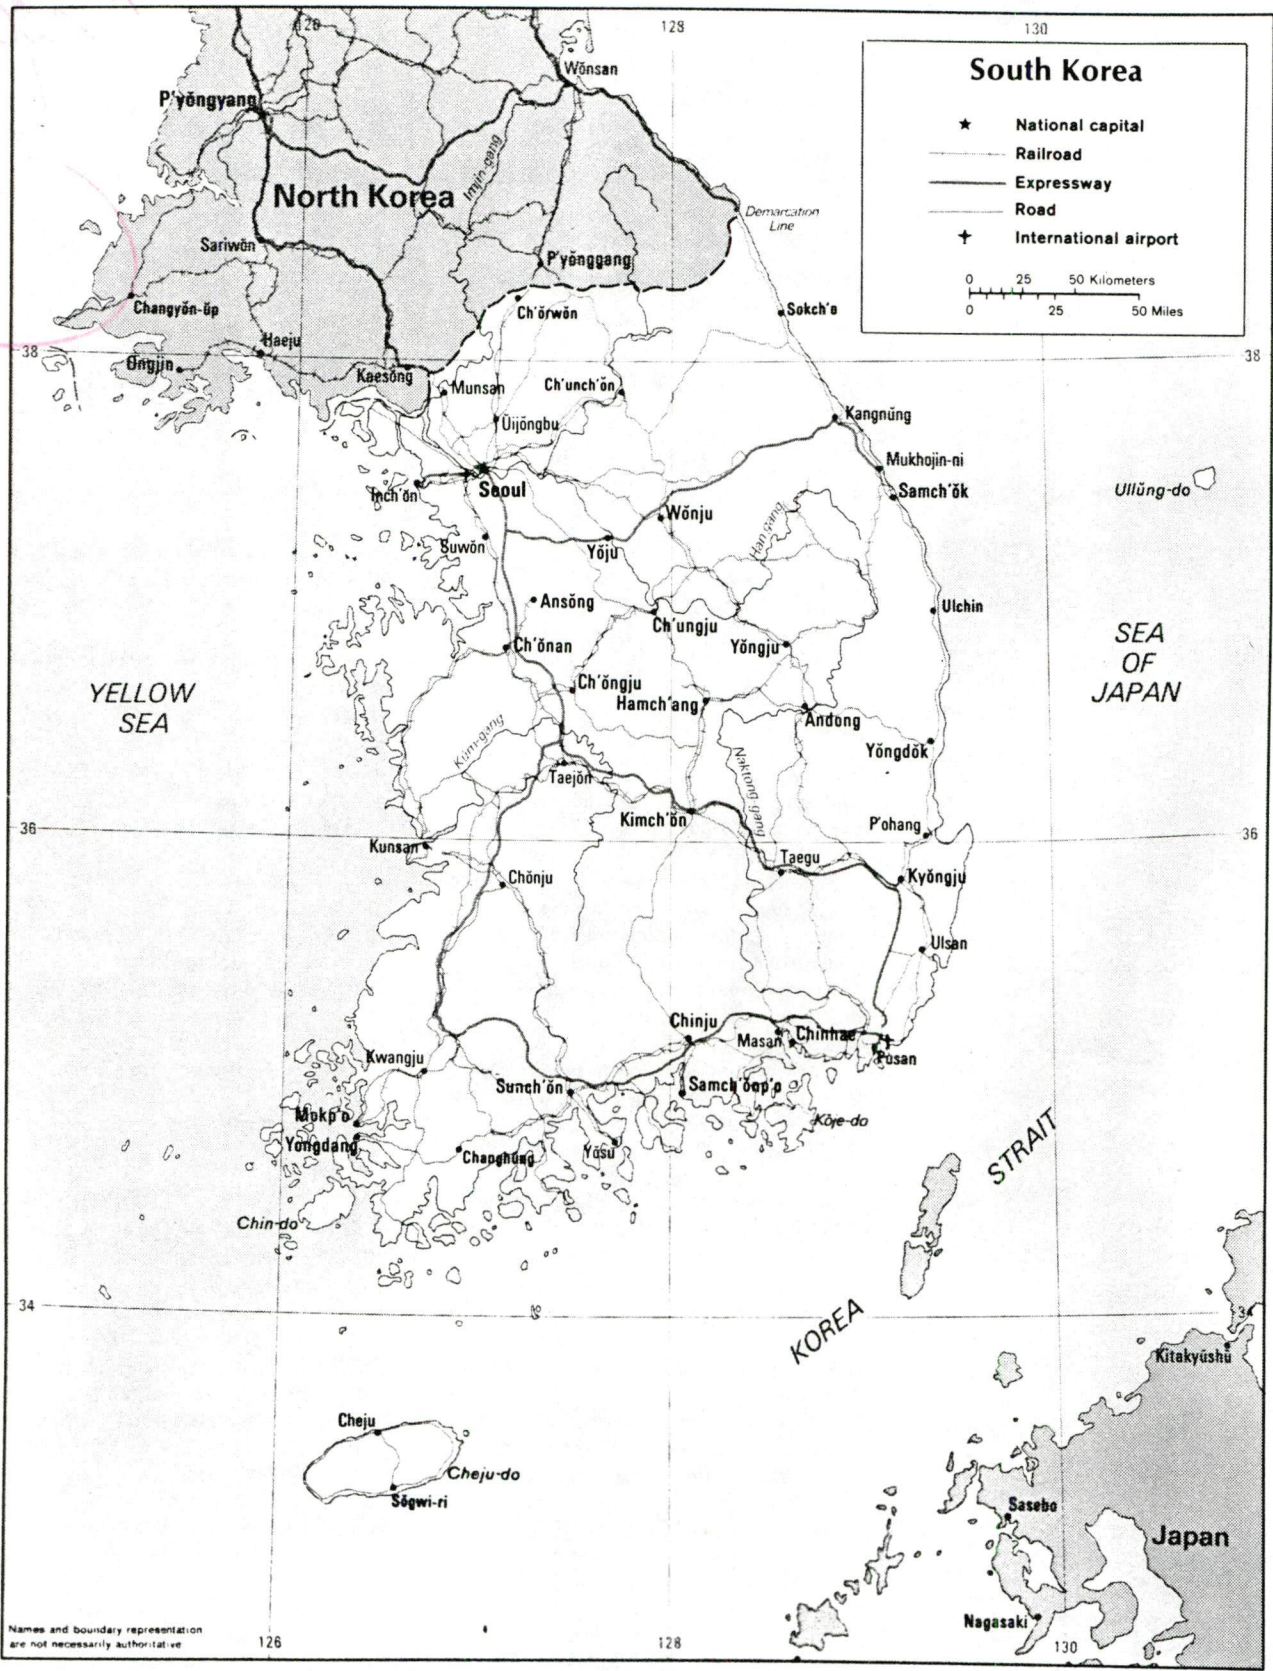 126
128
130
South Korea
★ National capital
Railroad
Expressway
Road
✈ International airport
0 25 50 Kilometers
0 25 50 Miles
Wŏnsan
P'yŏngyang
Imjin-gang
North Korea
Demarcation
Line
Sariwŏn
P'yŏnggang
Changyŏn-ŭp
Ch'ŏrwŏn
Sokch'o
38
38
Haeju
Ongjin
Kaesŏng
Munsan
Ch'unch'ŏn
Ŭijŏngbu
Kangnŭng
Mukhojin-ni
Inch'ŏn
Seoul
Samch'ŏk
Ullŭng-do
Wŏnju
Han-gang
Suwŏn
Yŏju
Ansŏng
Ulchin
Ch'ungju
Ch'ŏnan
Yŏngju
SEA
OF
JAPAN
YELLOW
SEA
Ch'ŏngju
Hamch'ang
Andong
Kŭm-gang
Yŏngdŏk
Naktong-gang
Taejŏn
Kimch'ŏn
36
36
P'ohang
Kunsan
Taegu
Chŏnju
Kyŏngju
Ulsan
Chinju
Masan
Chinhae
Pusan
Kwangju
Sunch'ŏn
Samch'ŏnp'o
Mokp'o
Kŏje-do
Yongdang
Changhŭng
Yŏsu
Chin-do
KOREA STRAIT
34
34
Kitakyūshū
Cheju
Cheju-do
Sŏgwi-ri
Sasebo
Japan
Nagasaki
Names and boundary representation
are not necessarily authoritative
126
128
130